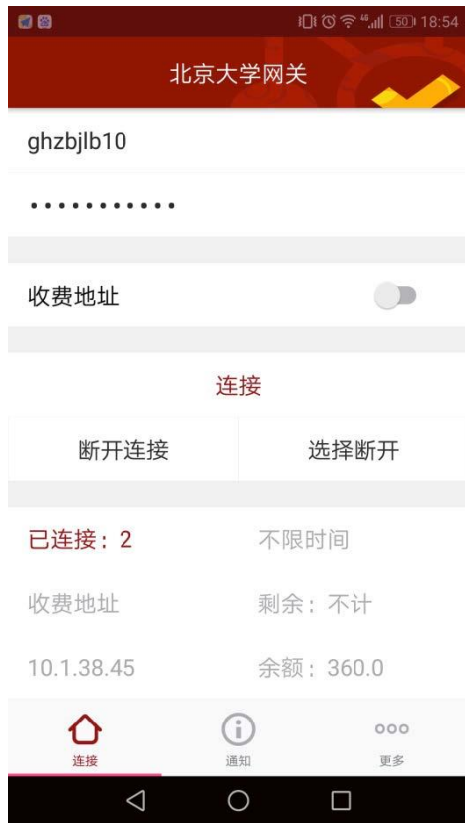 46 50 18:54
北京大学网关
ghzbjlb10
收费地址
连接
断开连接 选择断开
已连接：2 不限时间
收费地址 剩余：不计
10.1.38.45 余额：360.0
连接 通知 更多